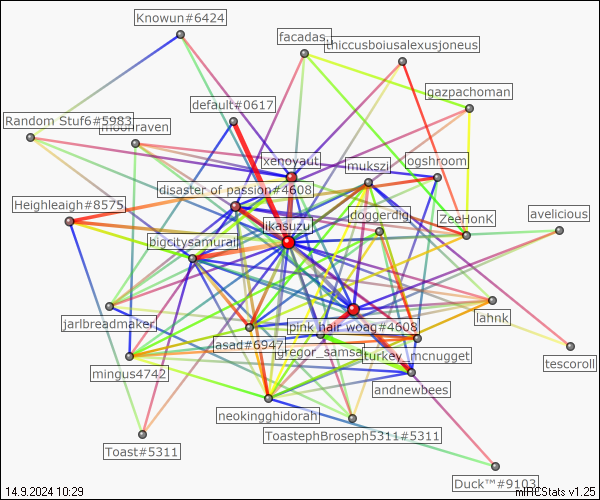 Knowun#6424
facadas
thiccusboiusalexusjoneus
gazpachoman
default#0617
Random Stuf6#5983
moonraven
xenoyaut
mukszi
ogshroom
disaster of passion#4608
Heighleaigh#8575
doggerdig
ZeeHonk
avelicious
ikasuzu
bigcitysamurai
jarlbreadmaker
pink hair woag#4608
lahnk
lasad#6947
gregor_samsa
turkey_mcnugget
tescoroll
mingus4742
andnewbees
neokingghidorah
ToastephBroseph5311#5311
Toast#5311
Duck™#9103
14.9.2024 10:29
mIRCStats v1.25